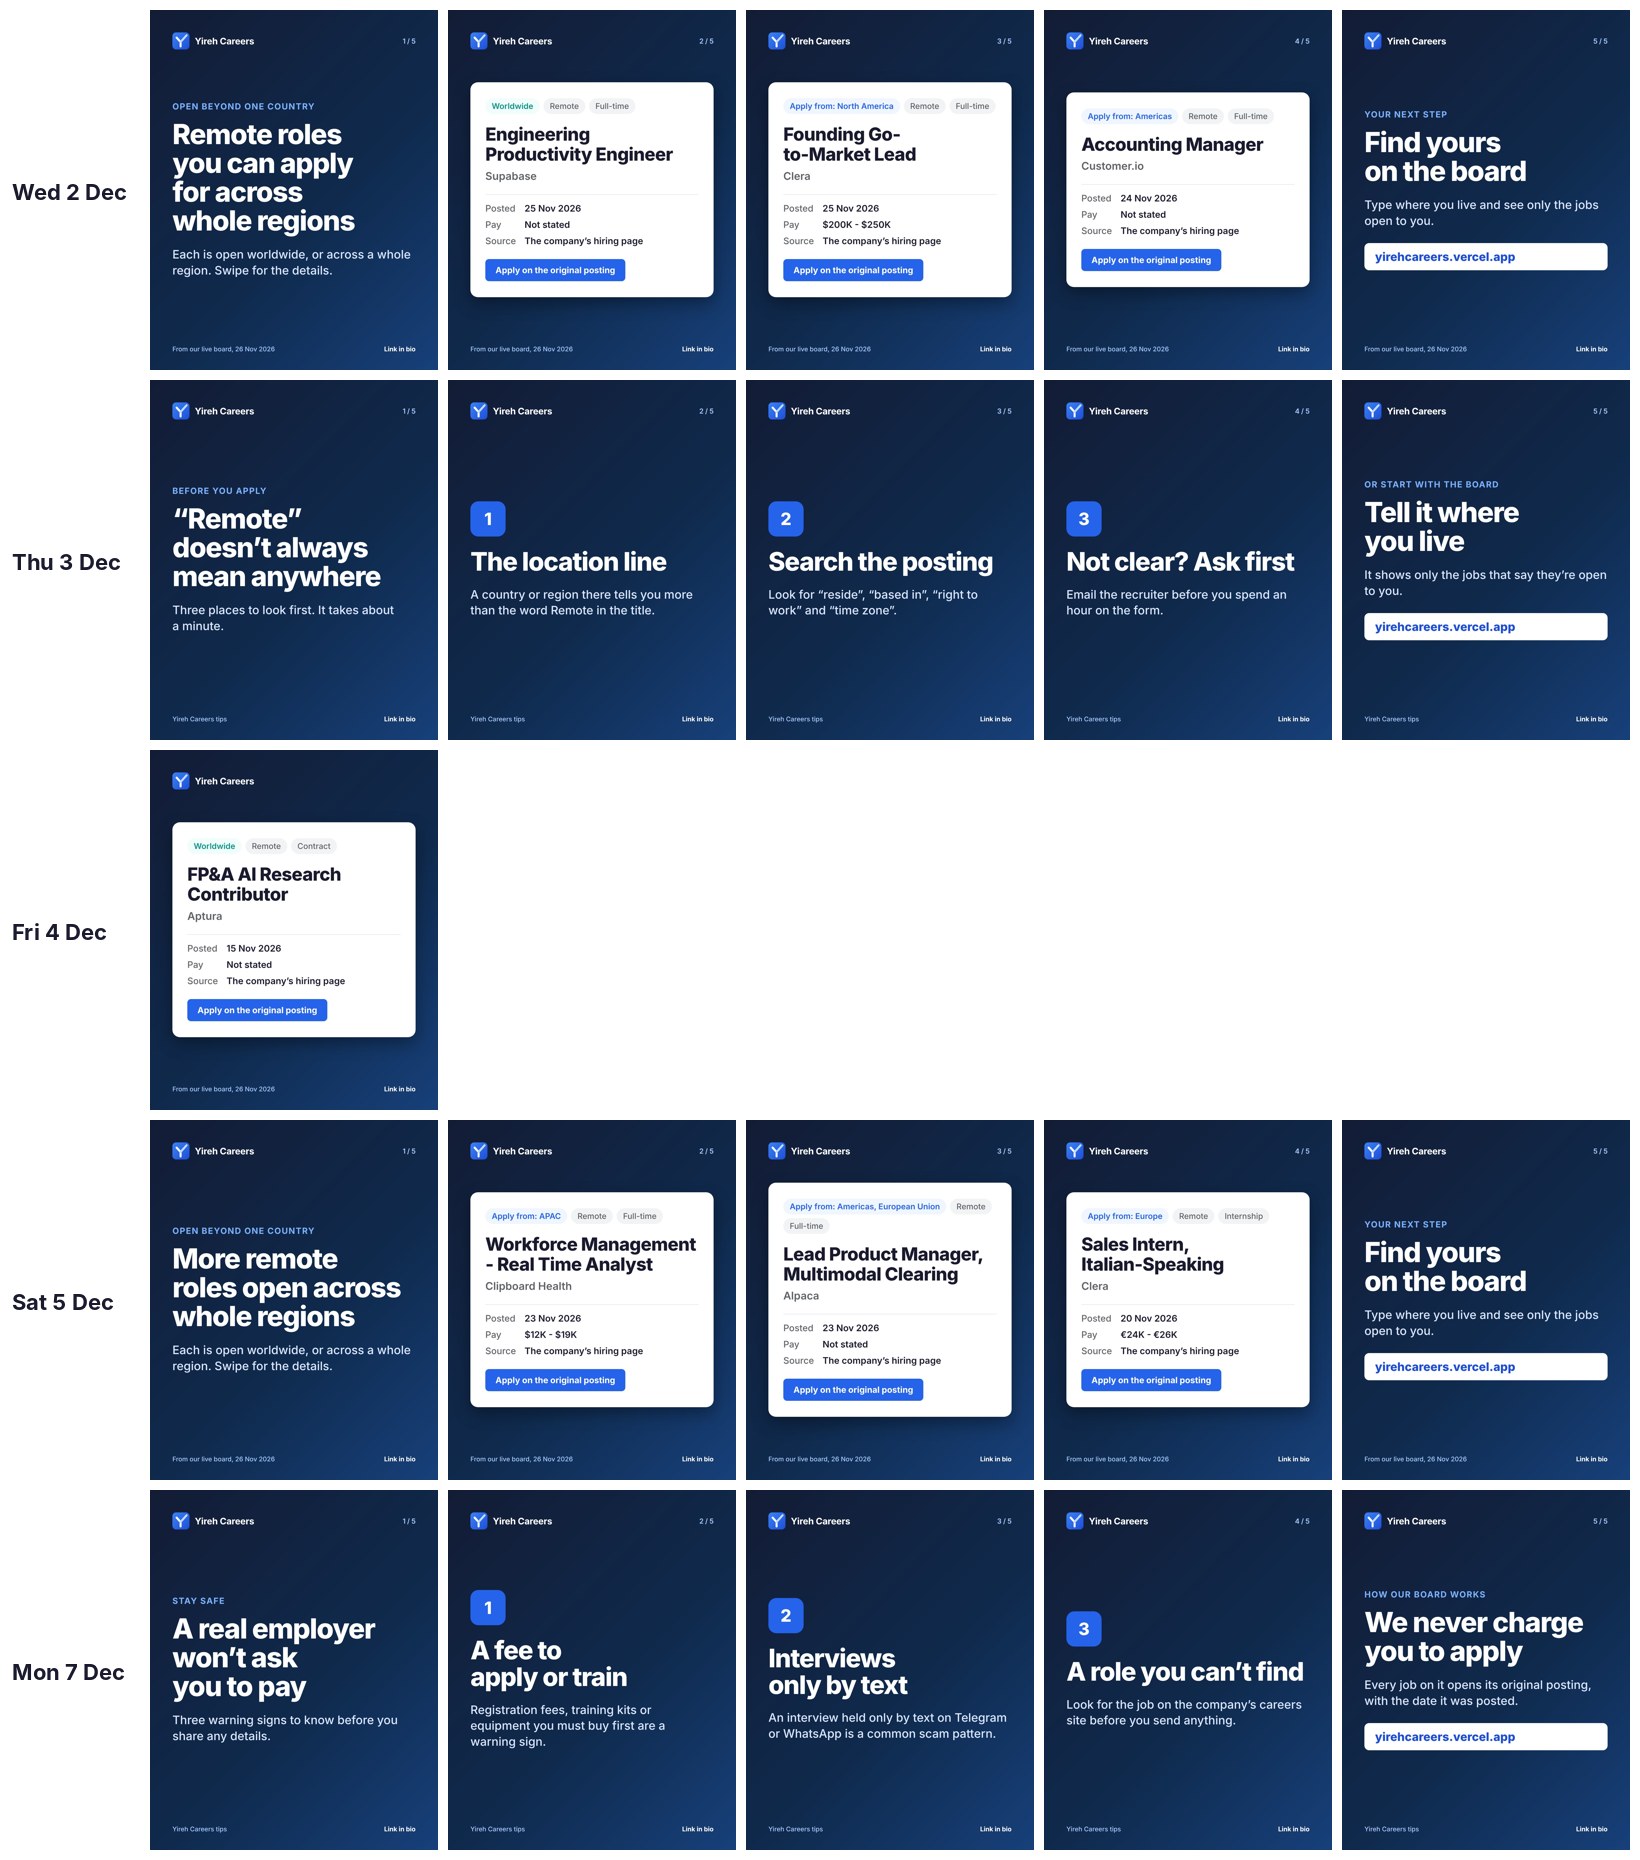 Wed 2 Dec
Yireh Careers
1 / 5
OPEN BEYOND ONE COUNTRY
Remote roles
you can apply
for across
whole regions
Each is open worldwide, or across a whole
region. Swipe for the details.
From our live board, 26 Nov 2026
Link in bio
Yireh Careers
2 / 5
Worldwide
Remote
Full-time
Engineering
Productivity Engineer
Supabase
Posted 25 Nov 2026
Pay Not stated
Source The company’s hiring page
Apply on the original posting
From our live board, 26 Nov 2026
Link in bio
Yireh Careers
3 / 5
Apply from: North America
Remote
Full-time
Founding Go-
to-Market Lead
Clera
Posted 25 Nov 2026
Pay $200K - $250K
Source The company’s hiring page
Apply on the original posting
From our live board, 26 Nov 2026
Link in bio
Yireh Careers
4 / 5
Apply from: Americas
Remote
Full-time
Accounting Manager
Customer.io
Posted 24 Nov 2026
Pay Not stated
Source The company’s hiring page
Apply on the original posting
From our live board, 26 Nov 2026
Link in bio
Yireh Careers
5 / 5
YOUR NEXT STEP
Find yours
on the board
Type where you live and see only the jobs
open to you.
yirehcareers.vercel.app
From our live board, 26 Nov 2026
Link in bio
Thu 3 Dec
Yireh Careers
1 / 5
BEFORE YOU APPLY
“Remote”
doesn’t always
mean anywhere
Three places to look first. It takes about
a minute.
Yireh Careers tips
Link in bio
Yireh Careers
2 / 5
1
The location line
A country or region there tells you more
than the word Remote in the title.
Yireh Careers tips
Link in bio
Yireh Careers
3 / 5
2
Search the posting
Look for “reside”, “based in”, “right to
work” and “time zone”.
Yireh Careers tips
Link in bio
Yireh Careers
4 / 5
3
Not clear? Ask first
Email the recruiter before you spend an
hour on the form.
Yireh Careers tips
Link in bio
Yireh Careers
5 / 5
OR START WITH THE BOARD
Tell it where
you live
It shows only the jobs that say they’re open
to you.
yirehcareers.vercel.app
Yireh Careers tips
Link in bio
Fri 4 Dec
Yireh Careers
Worldwide
Remote
Contract
FP&A AI Research
Contributor
Aptura
Posted 15 Nov 2026
Pay Not stated
Source The company’s hiring page
Apply on the original posting
From our live board, 26 Nov 2026
Link in bio
Sat 5 Dec
Yireh Careers
1 / 5
OPEN BEYOND ONE COUNTRY
More remote
roles open across
whole regions
Each is open worldwide, or across a whole
region. Swipe for the details.
From our live board, 26 Nov 2026
Link in bio
Yireh Careers
2 / 5
Apply from: APAC
Remote
Full-time
Workforce Management
- Real Time Analyst
Clipboard Health
Posted 23 Nov 2026
Pay $12K - $19K
Source The company’s hiring page
Apply on the original posting
From our live board, 26 Nov 2026
Link in bio
Yireh Careers
3 / 5
Apply from: Americas, European Union
Remote
Full-time
Lead Product Manager,
Multimodal Clearing
Alpaca
Posted 23 Nov 2026
Pay Not stated
Source The company’s hiring page
Apply on the original posting
From our live board, 26 Nov 2026
Link in bio
Yireh Careers
4 / 5
Apply from: Europe
Remote
Internship
Sales Intern,
Italian-Speaking
Clera
Posted 20 Nov 2026
Pay €24K - €26K
Source The company’s hiring page
Apply on the original posting
From our live board, 26 Nov 2026
Link in bio
Yireh Careers
5 / 5
YOUR NEXT STEP
Find yours
on the board
Type where you live and see only the jobs
open to you.
yirehcareers.vercel.app
From our live board, 26 Nov 2026
Link in bio
Mon 7 Dec
Yireh Careers
1 / 5
STAY SAFE
A real employer
won’t ask
you to pay
Three warning signs to know before you
share any details.
Yireh Careers tips
Link in bio
Yireh Careers
2 / 5
1
A fee to
apply or train
Registration fees, training kits or
equipment you must buy first are a
warning sign.
Yireh Careers tips
Link in bio
Yireh Careers
3 / 5
2
Interviews
only by text
An interview held only by text on Telegram
or WhatsApp is a common scam pattern.
Yireh Careers tips
Link in bio
Yireh Careers
4 / 5
3
A role you can’t find
Look for the job on the company’s careers
site before you send anything.
Yireh Careers tips
Link in bio
Yireh Careers
5 / 5
HOW OUR BOARD WORKS
We never charge
you to apply
Every job on it opens its original posting,
with the date it was posted.
yirehcareers.vercel.app
Yireh Careers tips
Link in bio